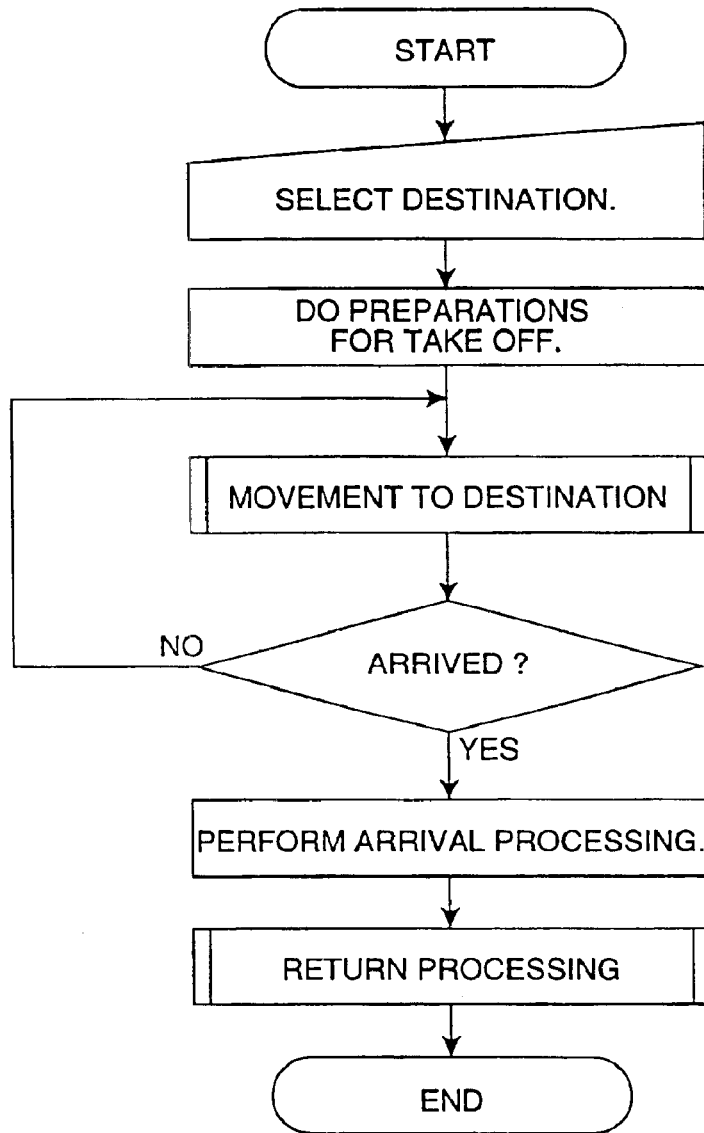 START
SELECT DESTINATION.
DO PREPARATIONS
FOR TAKE OFF.
MOVEMENT TO DESTINATION
NO
ARRIVED ?
YES
PERFORM ARRIVAL PROCESSING.
RETURN PROCESSING
END